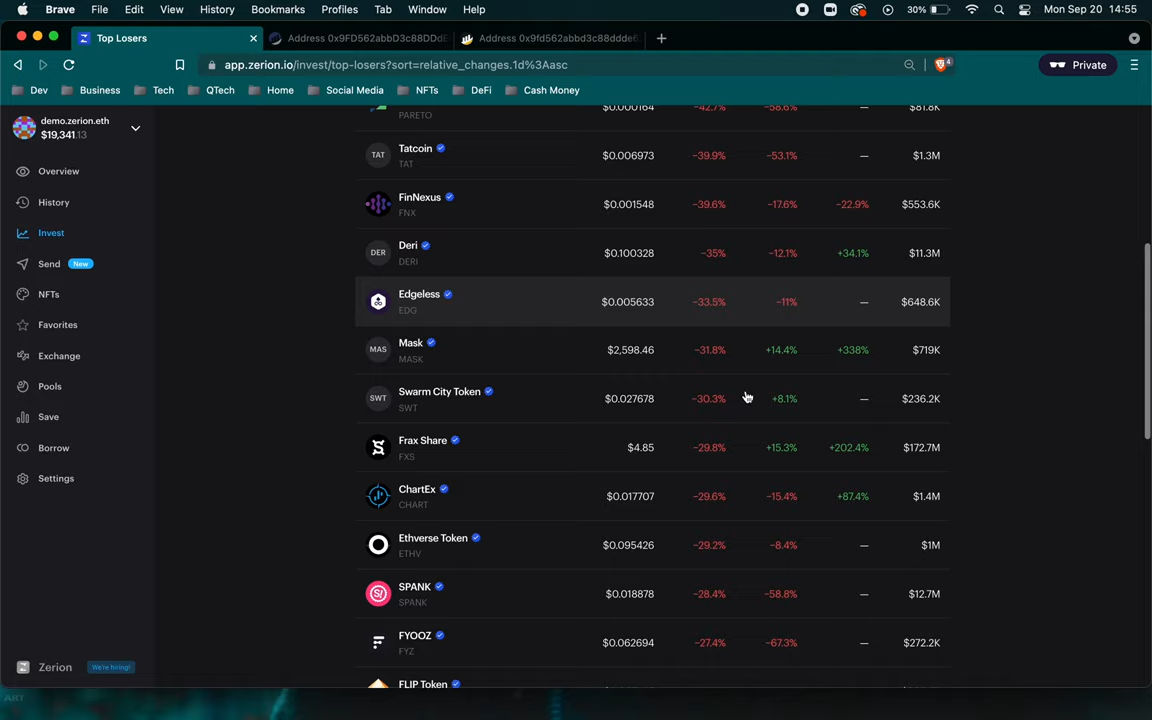 Brave File Edit View History Bookmarks Profiles Tab Window Help 30% Mon Sep 20 14:55
Top Losers Address 0x9FD562abbD3c88DDdE Address 0x9fd562abbd3c88ddde6
app.zerion.io/invest/top-losers?sort=relative_changes.1d%3Aasc 4 Private
Dev Business Tech QTech Home Social Media NFTs DeFi Cash Money
demo.zerion.eth
$19,341.13
Overview
History
Invest
Send New
NFTs
Favorites
Exchange
Pools
Save
Borrow
Settings
Zerion We're hiring!
$0.000164 −42.7% −58.6% — $81.8K
PARETO
Tatcoin
TAT TAT $0.006973 −39.9% −53.1% — $1.3M
FinNexus
FNX $0.001548 −39.6% −17.6% −22.9% $553.6K
Deri
DER DERI $0.100328 −35% −12.1% +34.1% $11.3M
Edgeless
EDG $0.005633 −33.5% −11% — $648.6K
Mask
MAS MASK $2,598.46 −31.8% +14.4% +338% $719K
Swarm City Token
SWT SWT $0.027678 −30.3% +8.1% — $236.2K
Frax Share
FXS $4.85 −29.8% +15.3% +202.4% $172.7M
ChartEx
CHART $0.017707 −29.6% −15.4% +87.4% $1.4M
Ethverse Token
ETHV $0.095426 −29.2% −8.4% — $1M
SPANK
SPANK $0.018878 −28.4% −58.8% — $12.7M
FYOOZ
FYZ $0.062694 −27.4% −67.3% — $272.2K
FLIP Token
ART